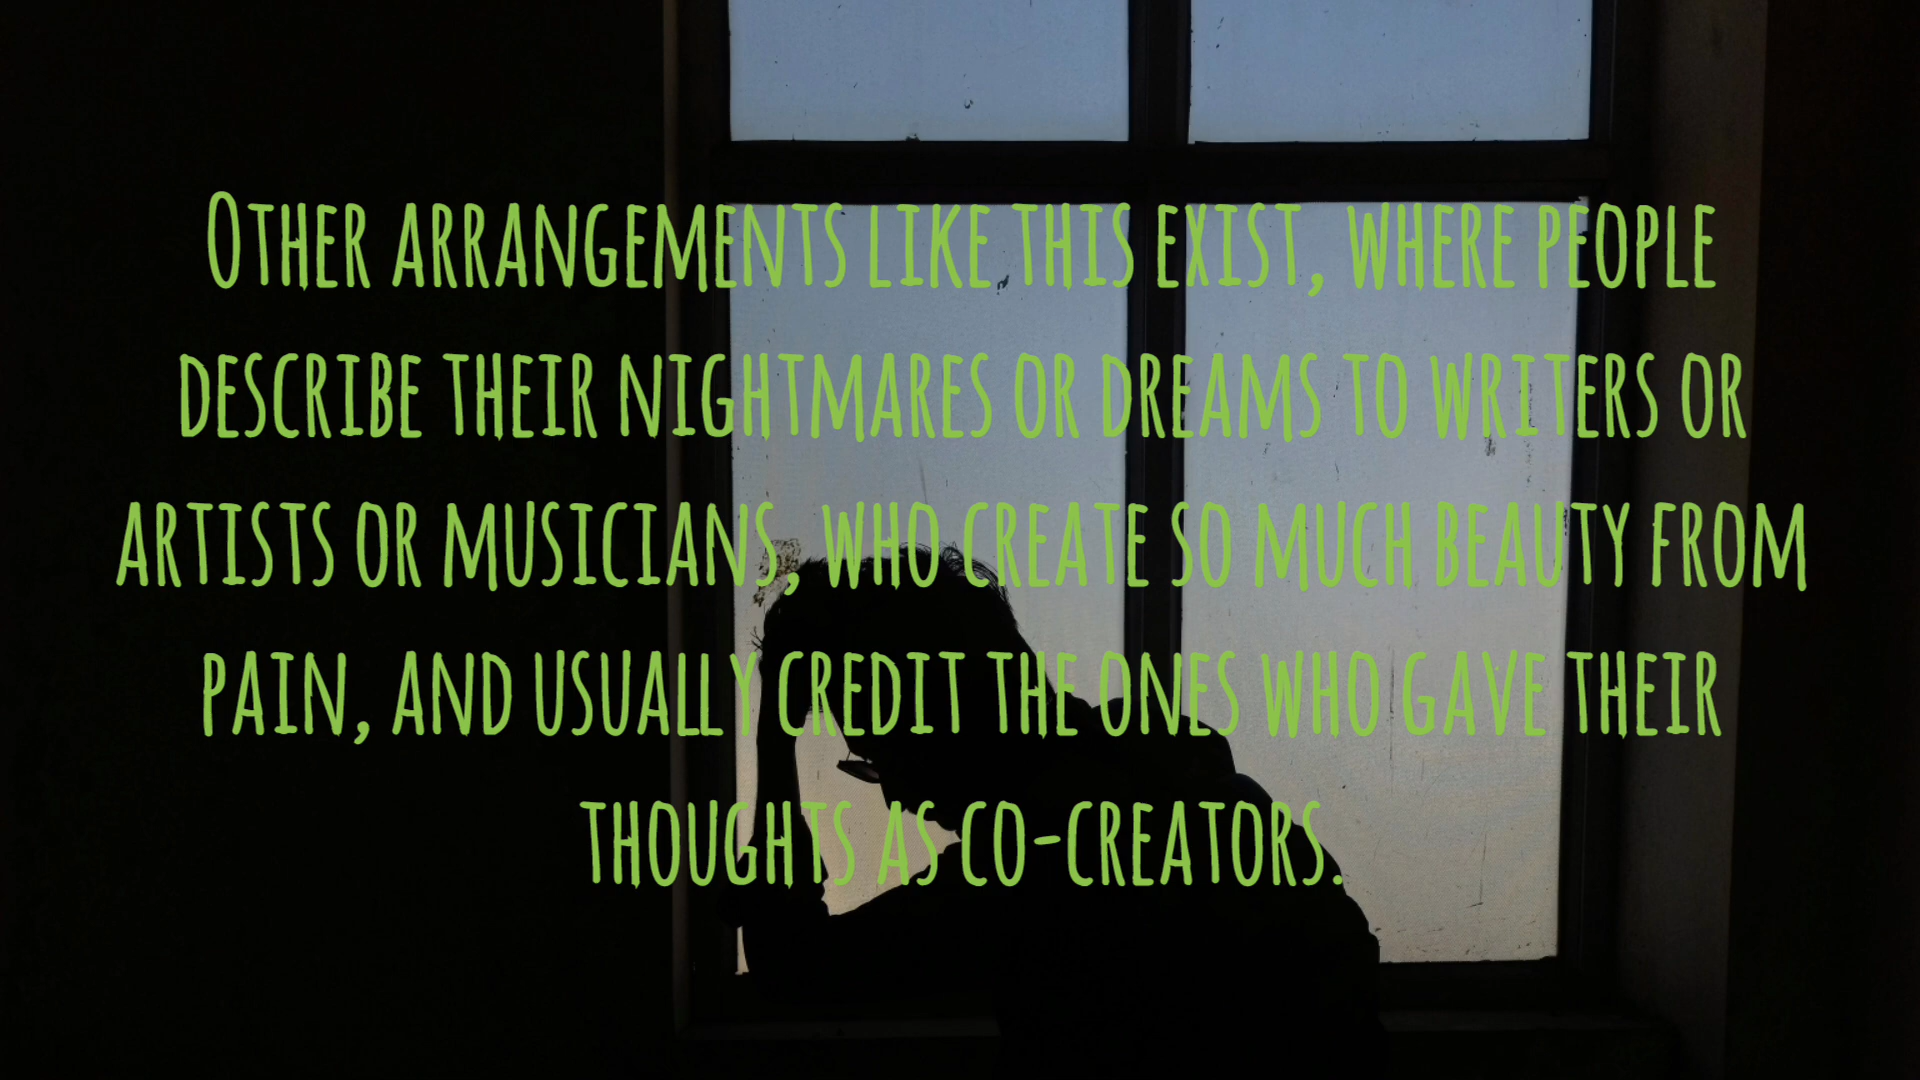 Other arrangements like this exist, where people
describe their nightmares or dreams to writers or
artists or musicians, who create so much beauty from
pain, and usually credit the ones who gave their
thoughts as co-creators.